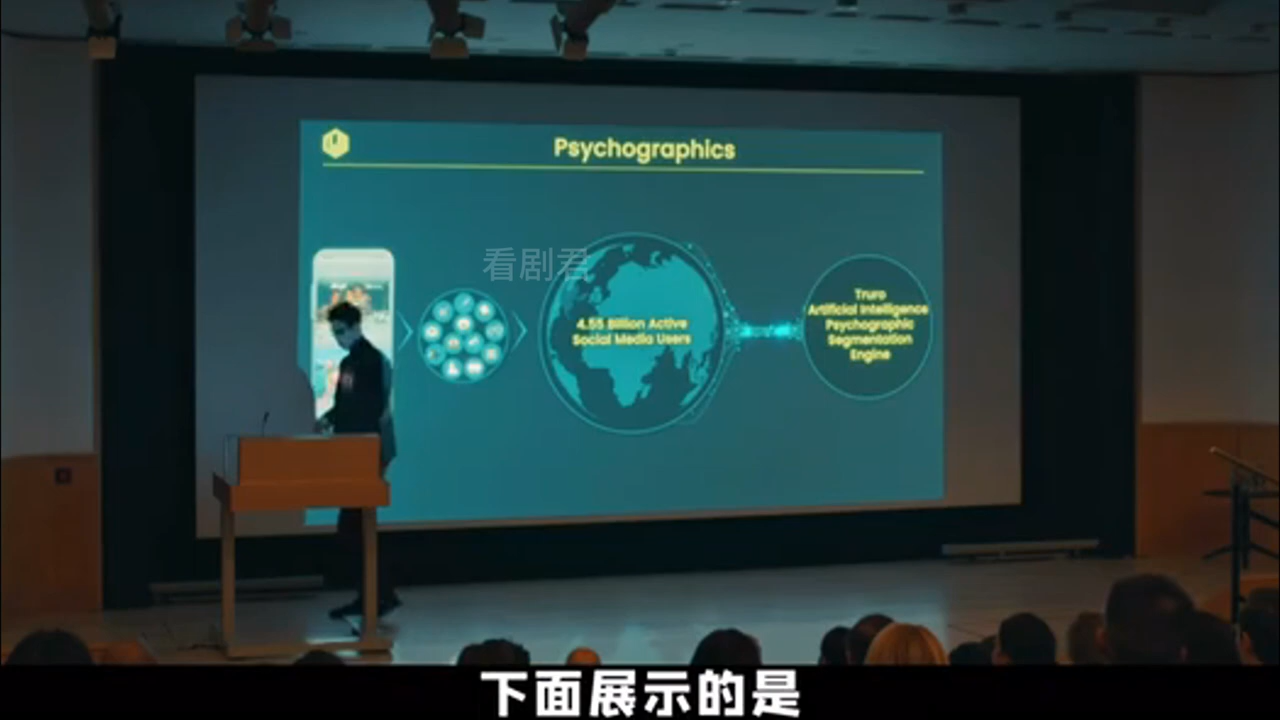 Psychographics
看剧君
4.55 Billion Active
Social Media Users
Truro
Artificial Intelligence
Psychographic
Segmentation
Engine
下面展示的是